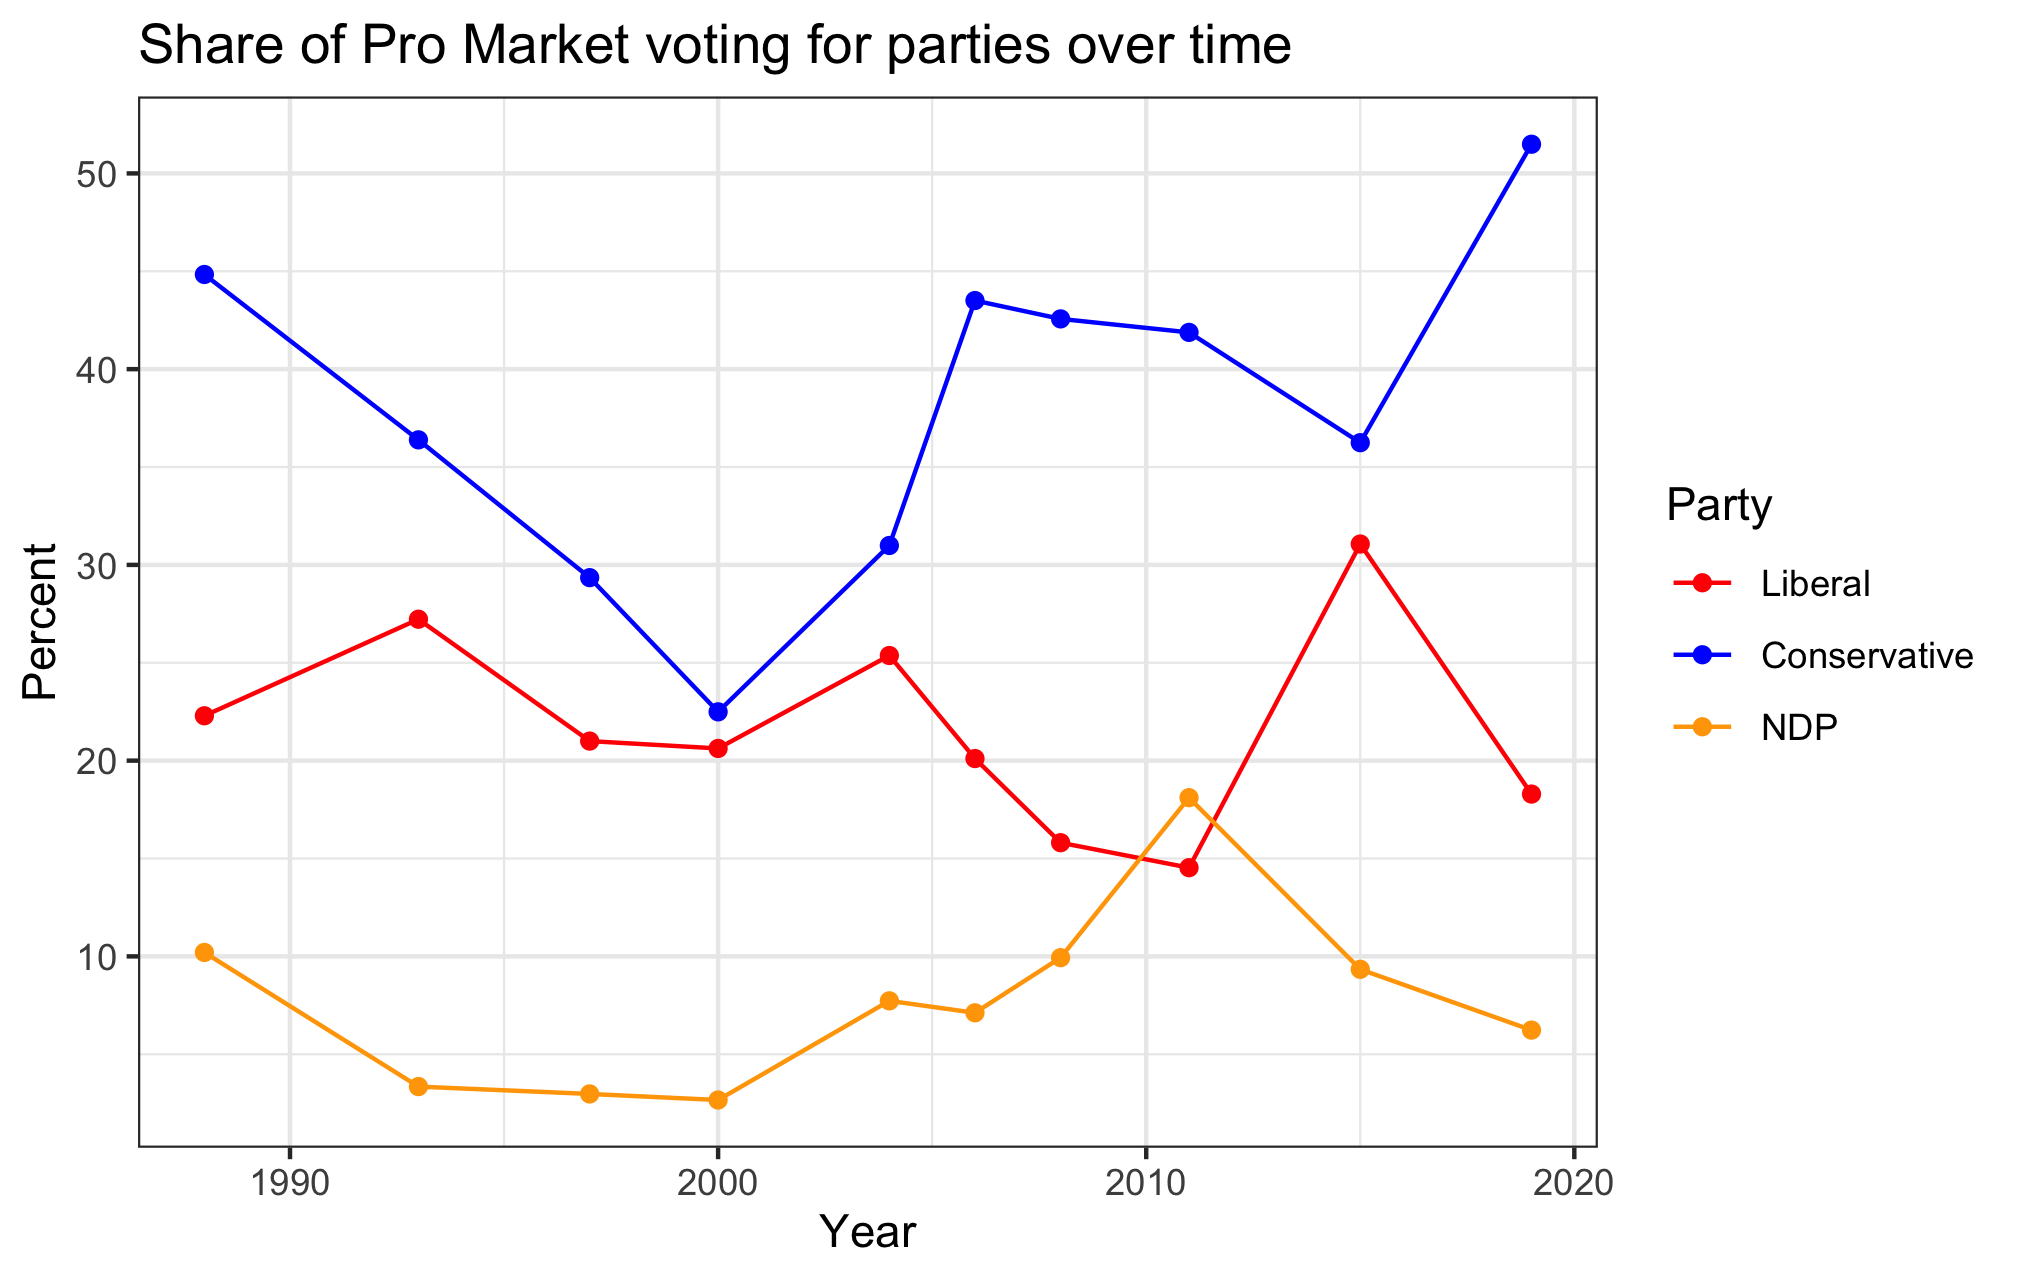 Share of Pro Market voting for parties over time
Percent
50
40
30
20
10
1990
2000
2010
2020
Year
Party
Liberal
Conservative
NDP